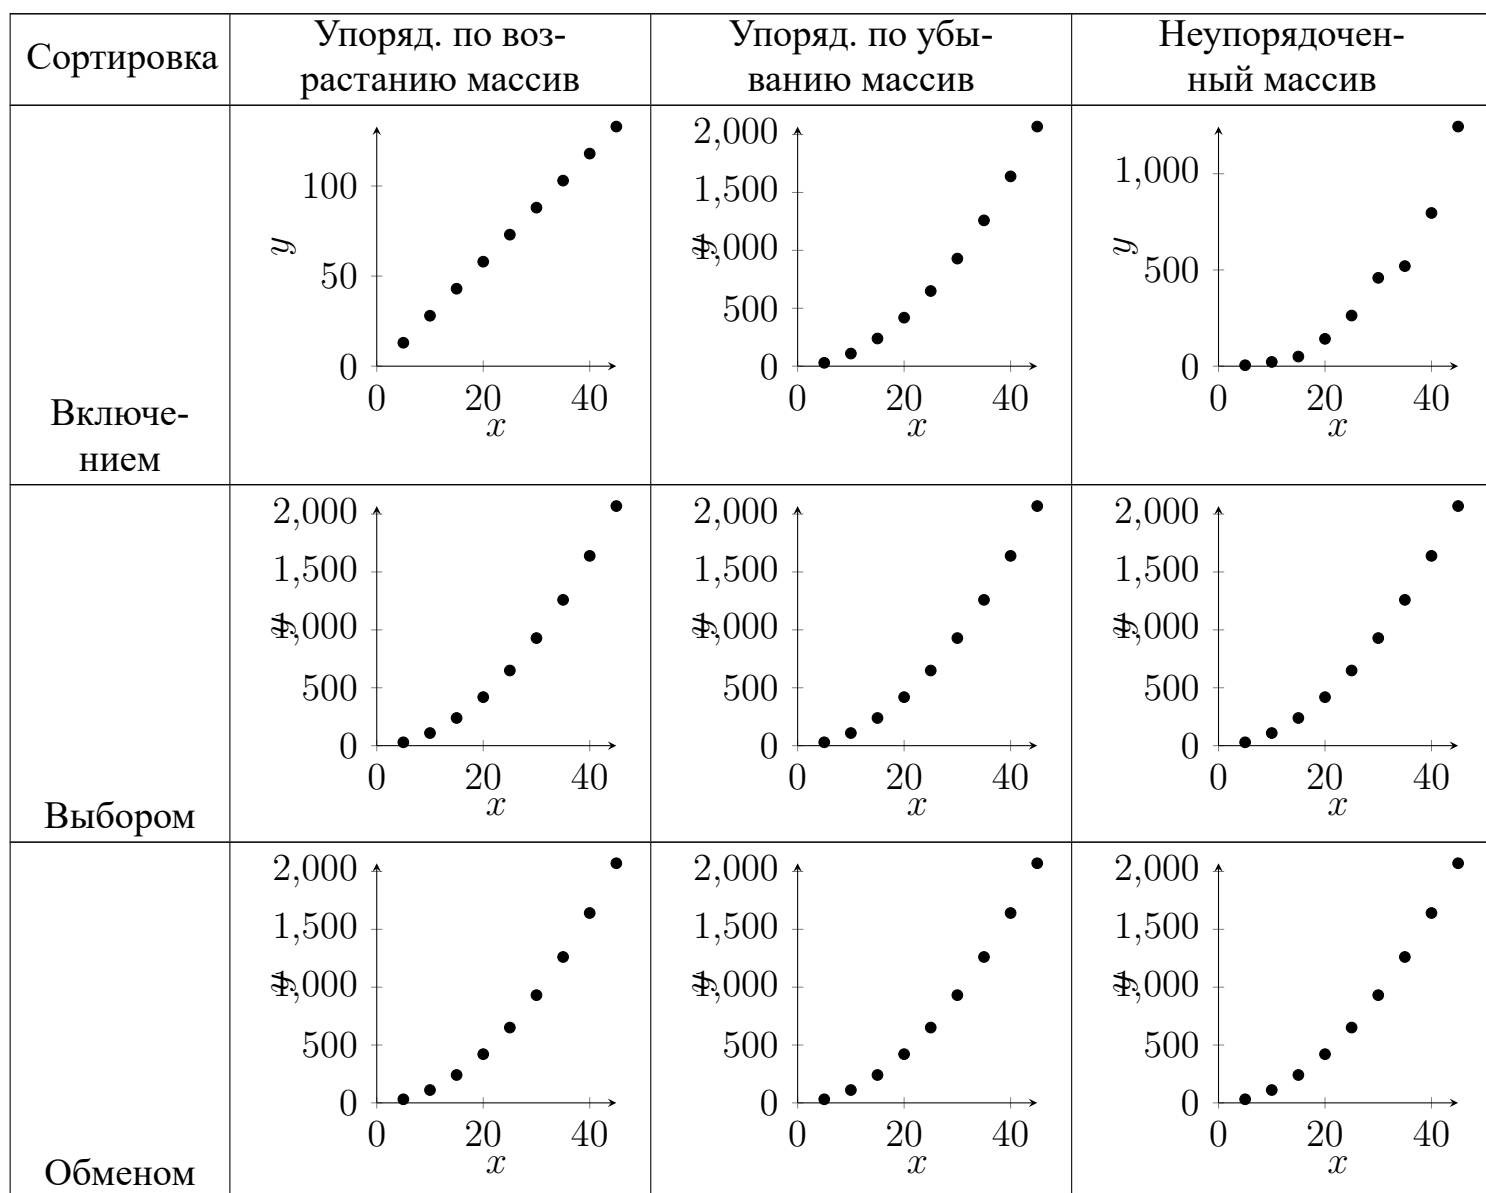 Сортировка
Упоряд. по воз-
растанию массив
Упоряд. по убы-
ванию массив
Неупорядочен-
ный массив
Включе-
нием
100
50
0
y
0 20 40
x
2,000
1,500
1,000
500
0
y
0 20 40
x
1,000
500
0
y
0 20 40
x
Выбором
2,000
1,500
1,000
500
0
y
0 20 40
x
2,000
1,500
1,000
500
0
y
0 20 40
x
2,000
1,500
1,000
500
0
y
0 20 40
x
Обменом
2,000
1,500
1,000
500
0
y
0 20 40
x
2,000
1,500
1,000
500
0
y
0 20 40
x
2,000
1,500
1,000
500
0
y
0 20 40
x